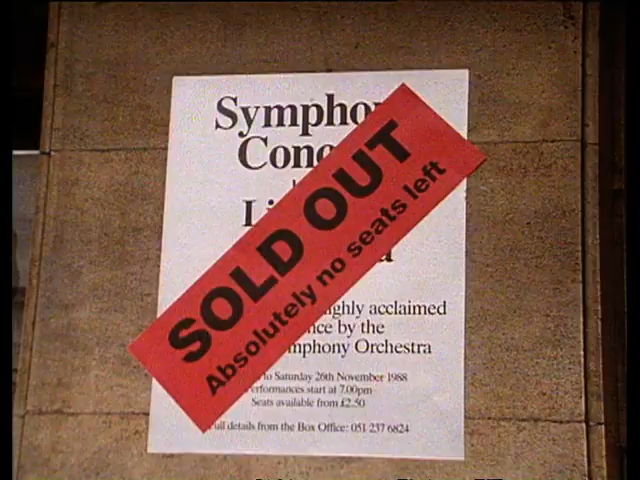 Sympho
Conc
Li
SOLD OUT
Absolutely no seats left
ghly acclaimed
nce by the
mphony Orchestra
to Saturday 26th November 1988
erformances start at 7.00pm
Seats available from £2.50
ull details from the Box Office: 051 237 6824